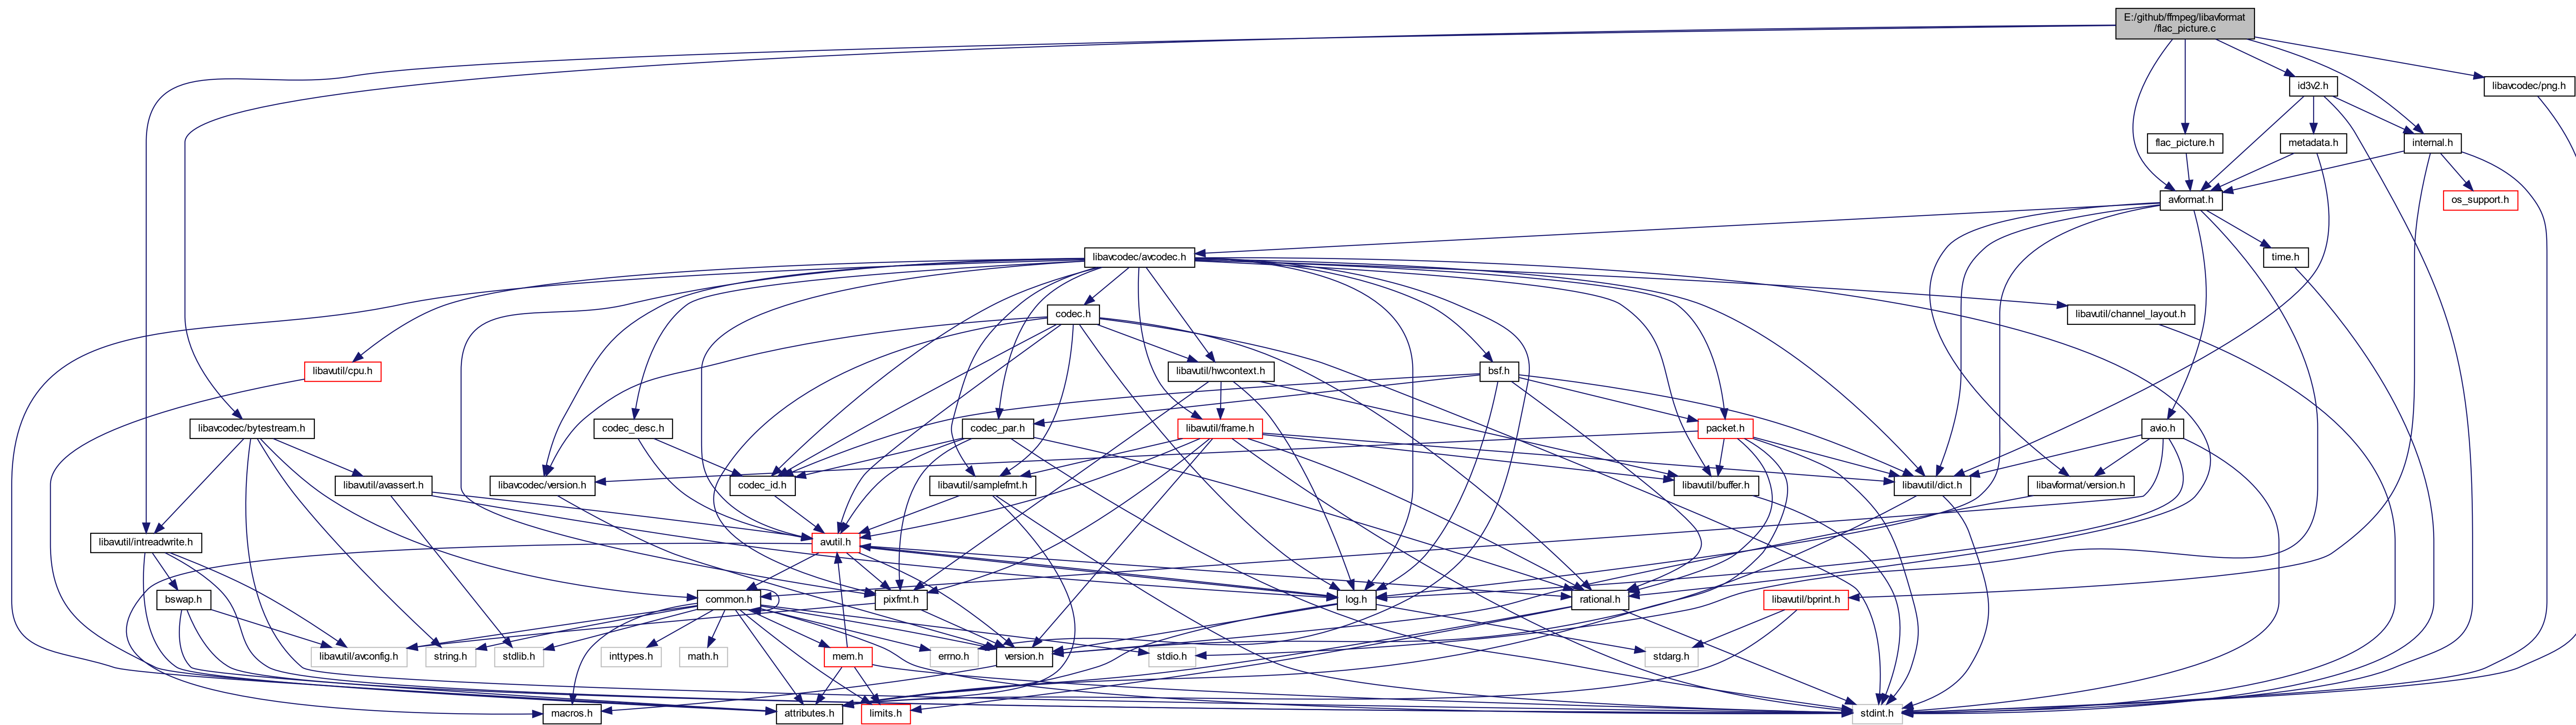 E:/github/ffmpeg/libavformat
/flac_picture.c
id3v2.h
libavcodec/png.h
flac_picture.h
metadata.h
internal.h
avformat.h
os_support.h
libavcodec/avcodec.h
time.h
codec.h
libavutil/channel_layout.h
libavutil/cpu.h
libavutil/hwcontext.h
bsf.h
libavcodec/bytestream.h
codec_desc.h
codec_par.h
libavutil/frame.h
packet.h
avio.h
libavutil/avassert.h
libavcodec/version.h
codec_id.h
libavutil/samplefmt.h
libavutil/buffer.h
libavutil/dict.h
libavformat/version.h
libavutil/intreadwrite.h
avutil.h
bswap.h
common.h
pixfmt.h
log.h
rational.h
libavutil/bprint.h
libavutil/avconfig.h
string.h
stdlib.h
inttypes.h
math.h
mem.h
errno.h
version.h
stdio.h
stdarg.h
macros.h
attributes.h
limits.h
stdint.h